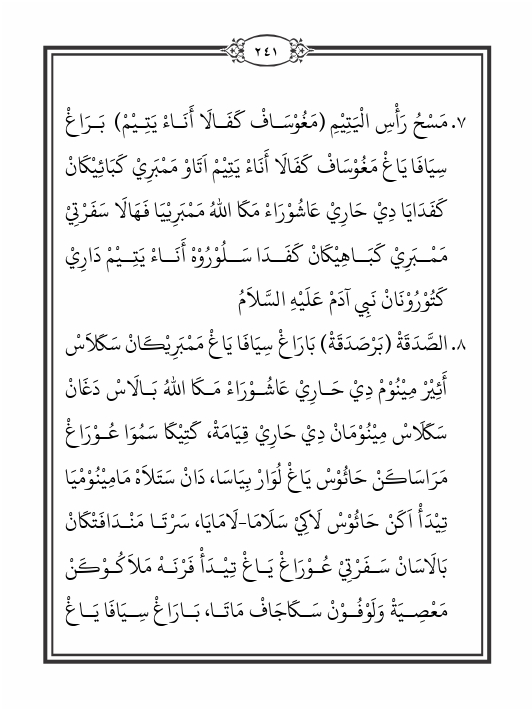 ٢٤١
٧. مَسْحُ رَأْسِ الْيَتِيْمِ (مَغُوْسَافْ كَفَالَا أَنَاءْ يَتِيْمْ) بَرَاغْ
سِيَافَا يَاغْ مَغُوْسَافْ كَفَالَا أَنَاءْ يَتِيْمْ اَتَاوْ مَمْبَرِيْ كَبَائِيْكَانْ
كَفَدَايَا دِيْ حَارِيْ عَاشُوْرَاءْ مَكَا اللهُ مَمْبَرِيْيَا فَهَالَا سَفَرْتِيْ
مَمْبَرِيْ كَبَاهِيْكَانْ كَفَدَا سَلُوْرُوْهْ أَنَاءْ يَتِيْمْ دَارِيْ
كَتُوْرُوْنَانْ نَبِي آدَمْ عَلَيْهِ السَّلَامُ
٨. الصَّدَقَةْ (بَرْصَدَقَةْ) بَارَاغْ سِيَافَا يَاغْ مَمْبَرِيْكَانْ سَكَلَاسْ
أَئِيْرْ مِيْنُوْمْ دِيْ حَارِيْ عَاشُوْرَاءْ مَكَا اللهُ بَالَاسْ دَغَانْ
سَكَلَاسْ مِيْنُوْمَانْ دِيْ حَارِيْ قِيَامَةْ، كَتِيْكَا سَمُوَا عُوْرَاغْ
مَرَاسَاكَنْ حَائُوْسْ يَاغْ لُوَارْ بِيَاسَا، دَانْ سَتَلَاهْ مَامِيْنُوْمْيَا
تِيْدَأْ اَكَنْ حَائُوْسْ لَاكِيْ سَلَامَا-لَامَايَا، سَرْتَا مَنْدَافَتْكَانْ
بَالَاسَانْ سَفَرْتِيْ عُوْرَاغْ يَاغْ تِيْدَأْ فَرْنَهْ مَلَاكُوْكَنْ
مَعْصِيَةْ وَلَوْفُوْنْ سَكَاجَافْ مَاتَا، بَارَاغْ سِيَافَا يَاغْ